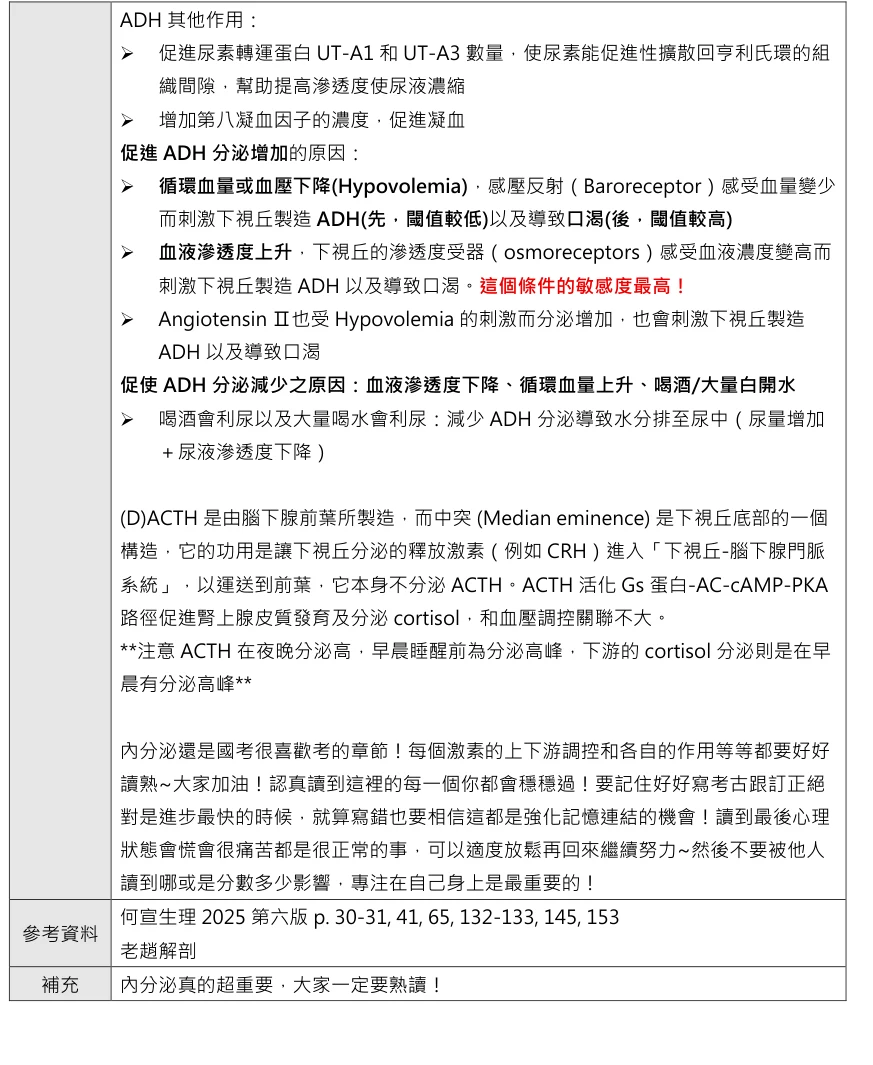 ADH 其他作用：
➢ 促進尿素轉運蛋白 UT-A1 和 UT-A3 數量，使尿素能促進性擴散回亨利氏環的組
織間隙，幫助提高滲透度使尿液濃縮
➢ 增加第八凝血因子的濃度，促進凝血
促進 ADH 分泌增加的原因：
➢ 循環血量或血壓下降(Hypovolemia)，感壓反射（Baroreceptor）感受血量變少
而刺激下視丘製造 ADH(先，閾值較低)以及導致口渴(後，閾值較高)
➢ 血液滲透度上升，下視丘的滲透度受器（osmoreceptors）感受血液濃度變高而
刺激下視丘製造 ADH 以及導致口渴。這個條件的敏感度最高！
➢ Angiotensin Ⅱ也受 Hypovolemia 的刺激而分泌增加，也會刺激下視丘製造
ADH 以及導致口渴
促使 ADH 分泌減少之原因：血液滲透度下降、循環血量上升、喝酒/大量白開水
➢ 喝酒會利尿以及大量喝水會利尿：減少 ADH 分泌導致水分排至尿中（尿量增加
＋尿液滲透度下降）
(D)ACTH 是由腦下腺前葉所製造，而中突 (Median eminence) 是下視丘底部的一個
構造，它的功用是讓下視丘分泌的釋放激素（例如 CRH）進入「下視丘-腦下腺門脈
系統」，以運送到前葉，它本身不分泌 ACTH。ACTH 活化 Gs 蛋白-AC-cAMP-PKA
路徑促進腎上腺皮質發育及分泌 cortisol，和血壓調控關聯不大。
**注意 ACTH 在夜晚分泌高，早晨睡醒前為分泌高峰，下游的 cortisol 分泌則是在早
晨有分泌高峰**
內分泌還是國考很喜歡考的章節！每個激素的上下游調控和各自的作用等等都要好好
讀熟~大家加油！認真讀到這裡的每一個你都會穩穩過！要記住好好寫考古跟訂正絕
對是進步最快的時候，就算寫錯也要相信這都是強化記憶連結的機會！讀到最後心理
狀態會慌會很痛苦都是很正常的事，可以適度放鬆再回來繼續努力~然後不要被他人
讀到哪或是分數多少影響，專注在自己身上是最重要的！
參考資料
何宣生理 2025 第六版 p. 30-31, 41, 65, 132-133, 145, 153
老趙解剖
補充
內分泌真的超重要，大家一定要熟讀！